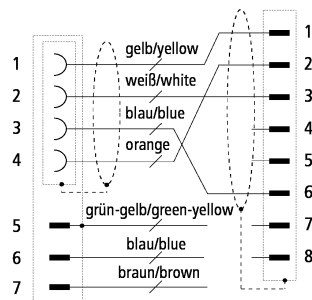 gelb/yellow
weiß/white
blau/blue
orange
grün-gelb/green-yellow
blau/blue
braun/brown
1
2
3
4
5
6
7
1
2
3
4
5
6
7
8